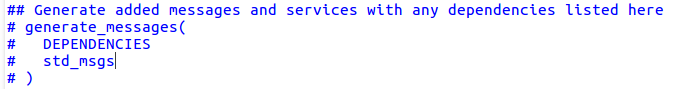 ## Generate added messages and services with any dependencies listed here
# generate_messages(
#   DEPENDENCIES
#   std_msgs
# )